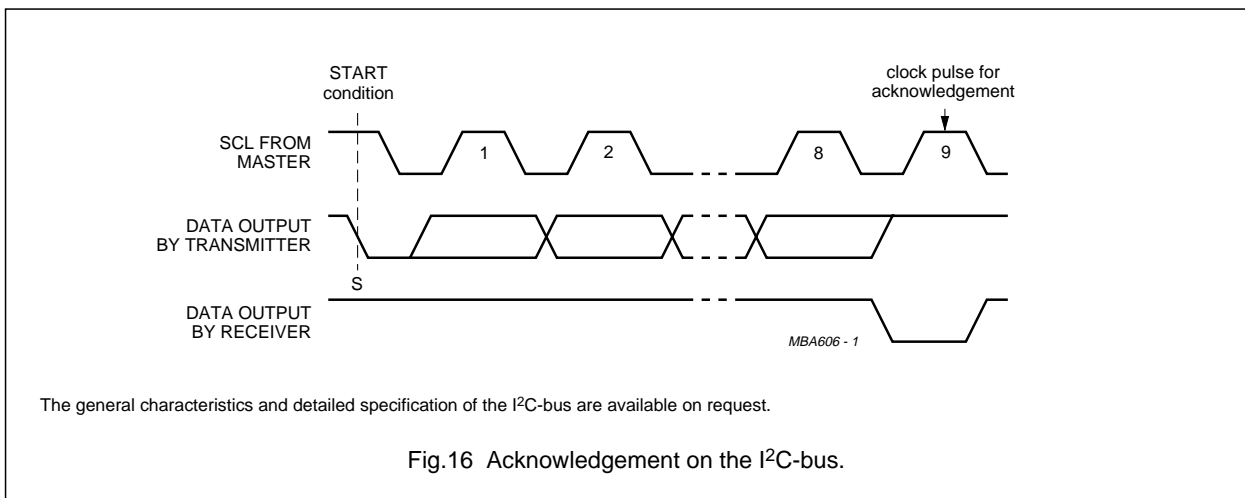 START
condition
clock pulse for
acknowledgement
SCL FROM
MASTER
1
2
8
9
DATA OUTPUT
BY TRANSMITTER
S
DATA OUTPUT
BY RECEIVER
MBA606 - 1
The general characteristics and detailed specification of the I²C-bus are available on request.
Fig.16 Acknowledgement on the I²C-bus.